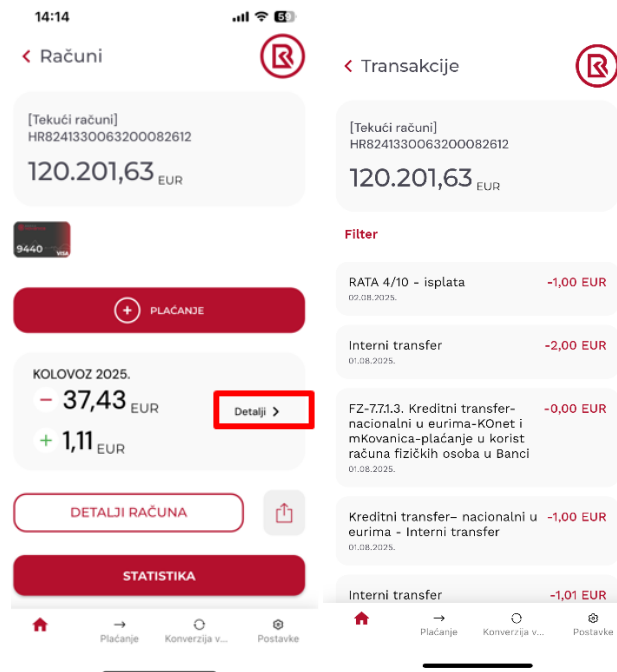 14:14
59
Računi
[Tekući računi]
HR8241330063200082612
120.201,63 EUR
9440
VISA
PLAĆANJE
KOLOVOZ 2025.
− 37,43 EUR
Detalji
+ 1,11 EUR
DETALJI RAČUNA
STATISTIKA
Plaćanje
Konverzija v...
Postavke
Transakcije
[Tekući računi]
HR8241330063200082612
120.201,63 EUR
Filter
RATA 4/10 - isplata -1,00 EUR
02.08.2025.
Interni transfer -2,00 EUR
01.08.2025.
FZ-7.7.1.3. Kreditni transfer- -0,00 EUR
nacionalni u eurima-KOnet i
mKovanica-plaćanje u korist
računa fizičkih osoba u Banci
01.08.2025.
Kreditni transfer– nacionalni u -1,00 EUR
eurima - Interni transfer
01.08.2025.
Interni transfer -1,01 EUR
Plaćanje
Konverzija v...
Postavke